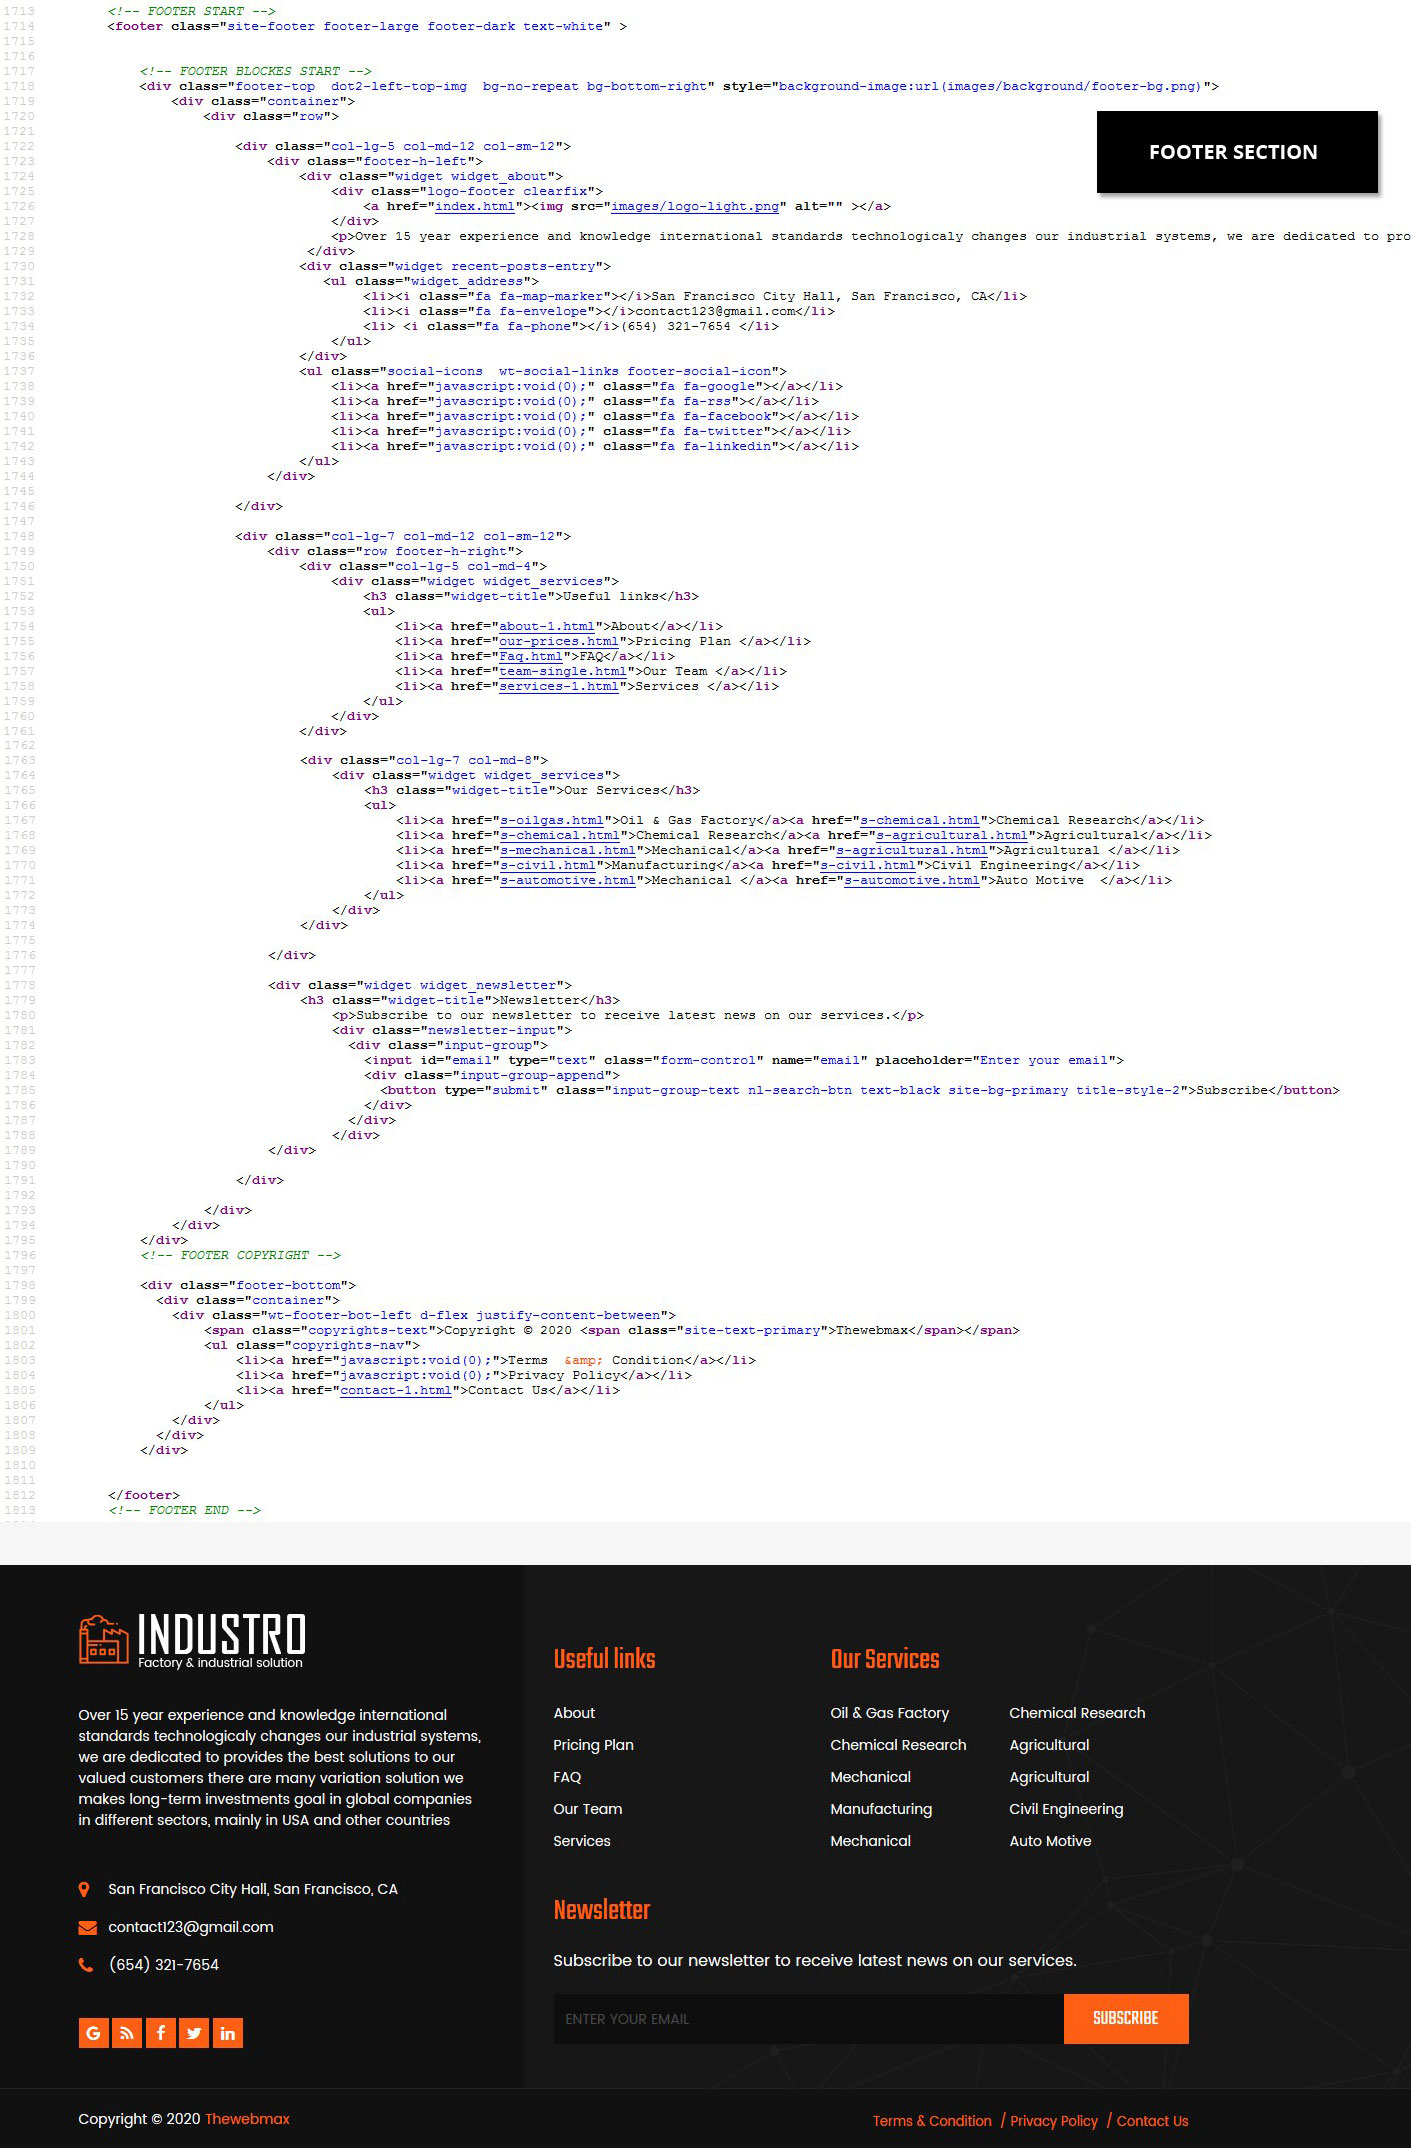 1713 <!-- FOOTER START -->
1714 <footer class="site-footer footer-large footer-dark text-white" >
1715
1716
1717 <!-- FOOTER BLOCKES START -->
1718 <div class="footer-top  dot2-left-top-img  bg-no-repeat bg-bottom-right" style="background-image:url(images/background/footer-bg.png)">
1719 <div class="container">
1720 <div class="row">
FOOTER SECTION
1721
1722 <div class="col-lg-5 col-md-12 col-sm-12">
1723 <div class="footer-h-left">
1724 <div class="widget widget_about">
1725 <div class="logo-footer clearfix">
1726 <a href="index.html"><img src="images/logo-light.png" alt="" ></a>
1727 </div>
1728 <p>Over 15 year experience and knowledge international standards technologicaly changes our industrial systems, we are dedicated to pro
1729 </div>
1730 <div class="widget recent-posts-entry">
1731 <ul class="widget_address">
1732 <li><i class="fa fa-map-marker"></i>San Francisco City Hall, San Francisco, CA</li>
1733 <li><i class="fa fa-envelope"></i>contact123@gmail.com</li>
1734 <li> <i class="fa fa-phone"></i>(654) 321-7654 </li>
1735 </ul>
1736 </div>
1737 <ul class="social-icons  wt-social-links footer-social-icon">
1738 <li><a href="javascript:void(0);" class="fa fa-google"></a></li>
1739 <li><a href="javascript:void(0);" class="fa fa-rss"></a></li>
1740 <li><a href="javascript:void(0);" class="fa fa-facebook"></a></li>
1741 <li><a href="javascript:void(0);" class="fa fa-twitter"></a></li>
1742 <li><a href="javascript:void(0);" class="fa fa-linkedin"></a></li>
1743 </ul>
1744 </div>
1745
1746 </div>
1747
1748 <div class="col-lg-7 col-md-12 col-sm-12">
1749 <div class="row footer-h-right">
1750 <div class="col-lg-5 col-md-4">
1751 <div class="widget widget_services">
1752 <h3 class="widget-title">Useful links</h3>
1753 <ul>
1754 <li><a href="about-1.html">About</a></li>
1755 <li><a href="our-prices.html">Pricing Plan </a></li>
1756 <li><a href="Faq.html">FAQ</a></li>
1757 <li><a href="team-single.html">Our Team </a></li>
1758 <li><a href="services-1.html">Services </a></li>
1759 </ul>
1760 </div>
1761 </div>
1762
1763 <div class="col-lg-7 col-md-8">
1764 <div class="widget widget_services">
1765 <h3 class="widget-title">Our Services</h3>
1766 <ul>
1767 <li><a href="s-oilgas.html">Oil & Gas Factory</a><a href="s-chemical.html">Chemical Research</a></li>
1768 <li><a href="s-chemical.html">Chemical Research</a><a href="s-agricultural.html">Agricultural</a></li>
1769 <li><a href="s-mechanical.html">Mechanical</a><a href="s-agricultural.html">Agricultural </a></li>
1770 <li><a href="s-civil.html">Manufacturing</a><a href="s-civil.html">Civil Engineering</a></li>
1771 <li><a href="s-automotive.html">Mechanical </a><a href="s-automotive.html">Auto Motive  </a></li>
1772 </ul>
1773 </div>
1774 </div>
1775
1776 </div>
1777
1778 <div class="widget widget_newsletter">
1779 <h3 class="widget-title">Newsletter</h3>
1780 <p>Subscribe to our newsletter to receive latest news on our services.</p>
1781 <div class="newsletter-input">
1782 <div class="input-group">
1783 <input id="email" type="text" class="form-control" name="email" placeholder="Enter your email">
1784 <div class="input-group-append">
1785 <button type="submit" class="input-group-text nl-search-btn text-black site-bg-primary title-style-2">Subscribe</button>
1786 </div>
1787 </div>
1788 </div>
1789 </div>
1790
1791 </div>
1792
1793 </div>
1794 </div>
1795 </div>
1796 <!-- FOOTER COPYRIGHT -->
1797
1798 <div class="footer-bottom">
1799 <div class="container">
1800 <div class="wt-footer-bot-left d-flex justify-content-between">
1801 <span class="copyrights-text">Copyright © 2020 <span class="site-text-primary">Thewebmax</span></span>
1802 <ul class="copyrights-nav">
1803 <li><a href="javascript:void(0);">Terms  &amp; Condition</a></li>
1804 <li><a href="javascript:void(0);">Privacy Policy</a></li>
1805 <li><a href="contact-1.html">Contact Us</a></li>
1806 </ul>
1807 </div>
1808 </div>
1809 </div>
1810
1811
1812 </footer>
1813 <!-- FOOTER END -->
INDUSTRO
Factory & industrial solution
Over 15 year experience and knowledge international
standards technologicaly changes our industrial systems,
we are dedicated to provides the best solutions to our
valued customers there are many variation solution we
makes long-term investments goal in global companies
in different sectors, mainly in USA and other countries
San Francisco City Hall, San Francisco, CA
contact123@gmail.com
(654) 321-7654
G f in
Useful links
About
Pricing Plan
FAQ
Our Team
Services
Our Services
Oil & Gas Factory Chemical Research
Chemical Research Agricultural
Mechanical Agricultural
Manufacturing Civil Engineering
Mechanical Auto Motive
Newsletter
Subscribe to our newsletter to receive latest news on our services.
ENTER YOUR EMAIL SUBSCRIBE
Copyright © 2020 Thewebmax
Terms & Condition / Privacy Policy / Contact Us